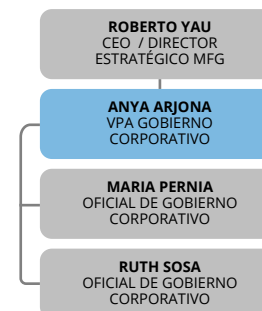 ROBERTO YAU
CEO / DIRECTOR
ESTRATÉGICO MFG
ANYA ARJONA
VPA GOBIERNO
CORPORATIVO
MARIA PERNIA
OFICIAL DE GOBIERNO
CORPORATIVO
RUTH SOSA
OFICIAL DE GOBIERNO
CORPORATIVO